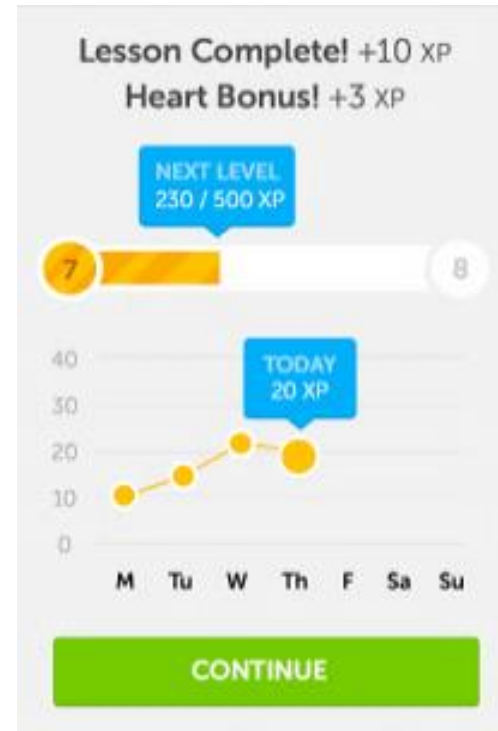 Lesson Complete! +10 XP
Heart Bonus! +3 XP
NEXT LEVEL
230 / 500 XP
7
8
40
30
20
10
0
TODAY
20 XP
M Tu W Th F Sa Su
CONTINUE